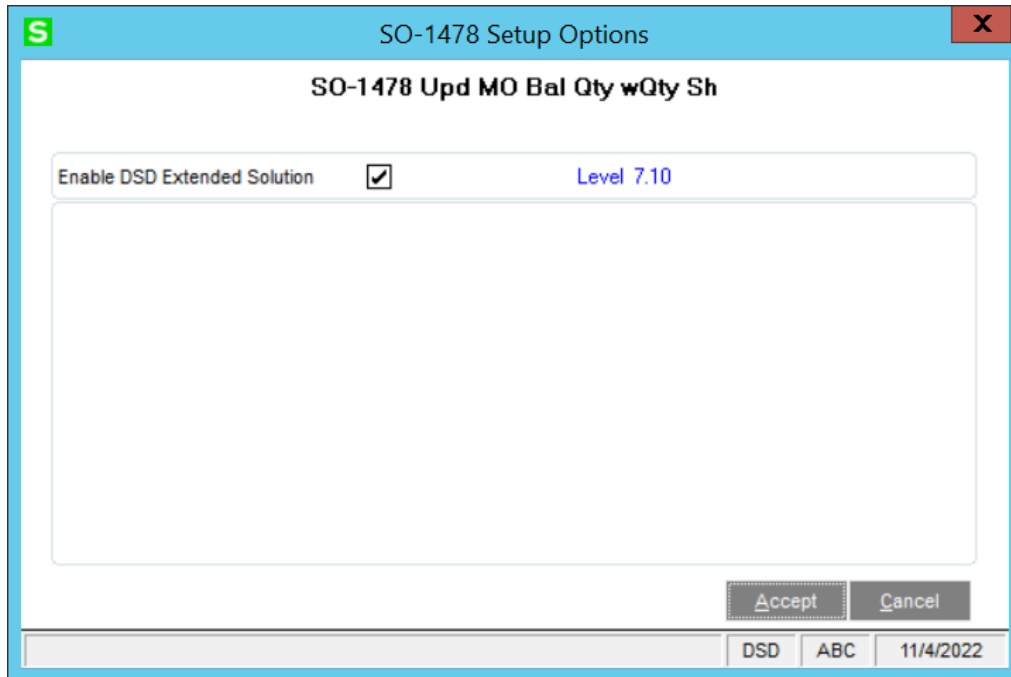 S
SO-1478 Setup Options
X
SO-1478 Upd MO Bal Qty wQty Sh
Enable DSD Extended Solution Level 7.10
Accept Cancel
DSD ABC 11/4/2022